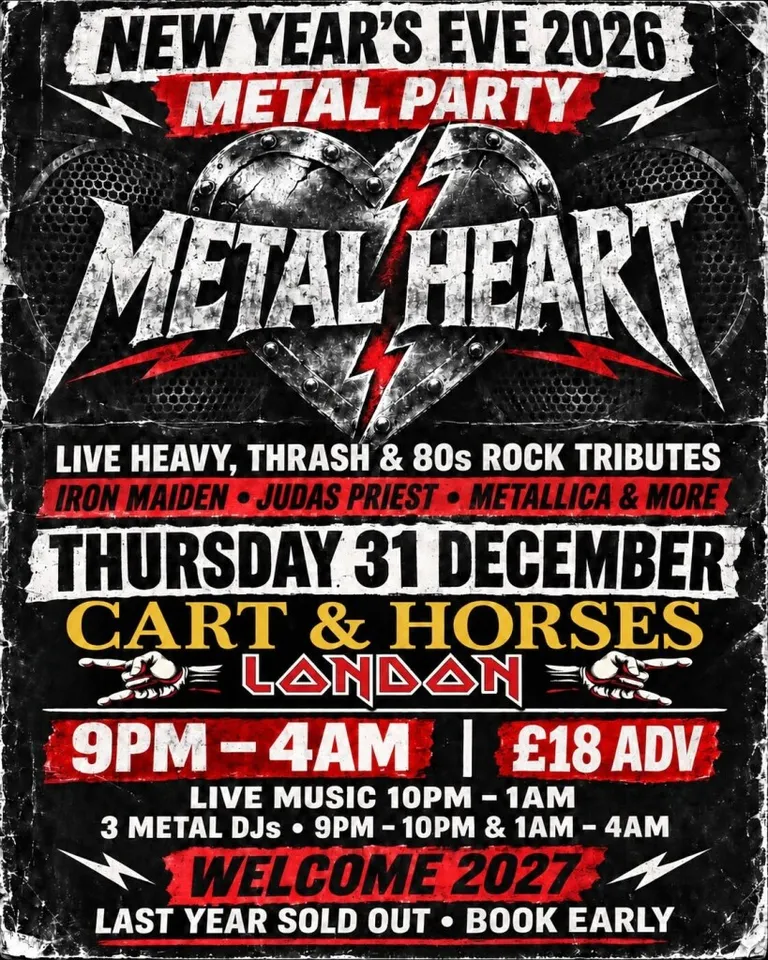 NEW YEAR'S EVE 2026
METAL PARTY
METAL HEART
LIVE HEAVY, THRASH & 80s ROCK TRIBUTES
IRON MAIDEN • JUDAS PRIEST • METALLICA & MORE
THURSDAY 31 DECEMBER
CART & HORSES
LONDON
9PM – 4AM | £18 ADV
LIVE MUSIC 10PM – 1AM
3 METAL DJs • 9PM – 10PM & 1AM – 4AM
WELCOME 2027
LAST YEAR SOLD OUT • BOOK EARLY